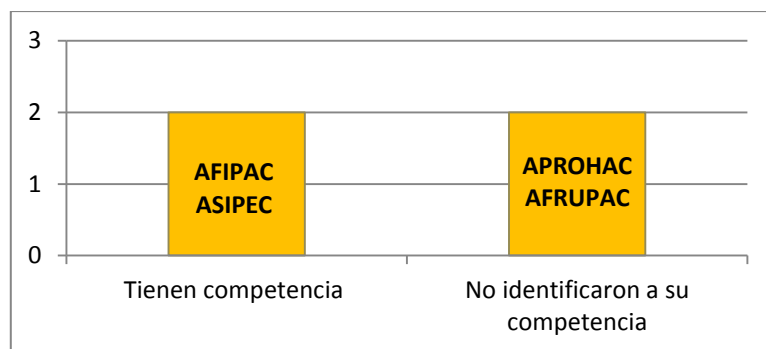 3
2
1
0
AFIPAC
ASIPEC
APROHAC
AFRUPAC
Tienen competencia
No identificaron a su
competencia